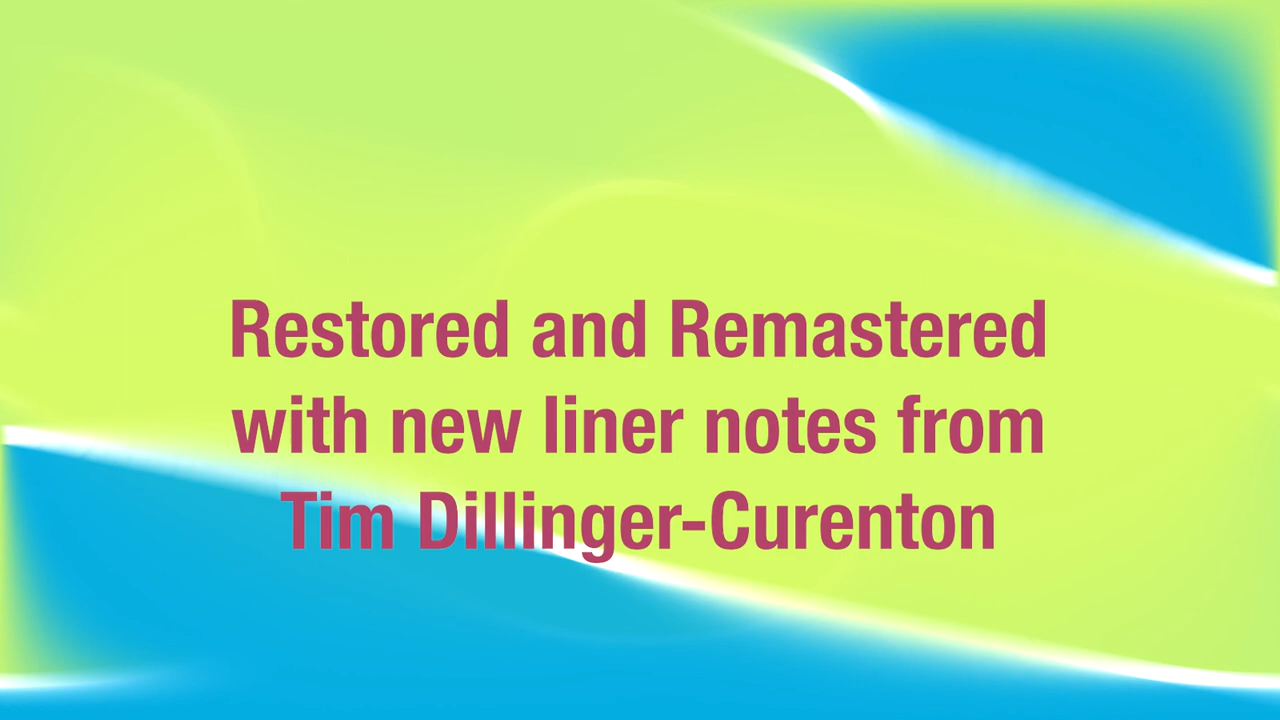 Restored and Remastered
with new liner notes from
Tim Dillinger-Curenton